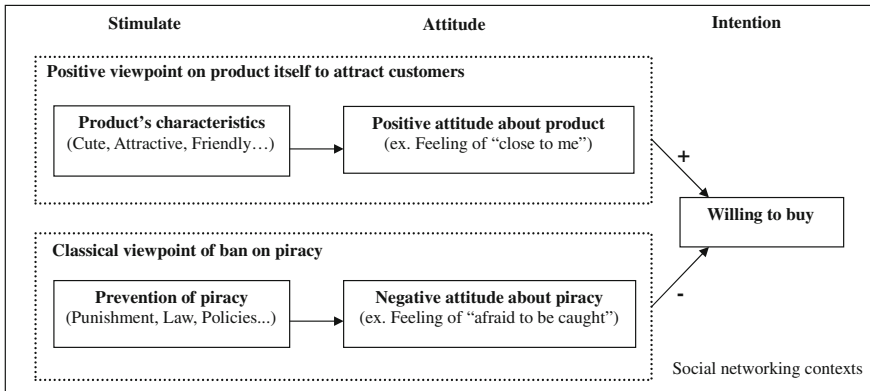 Stimulate Attitude Intention
Positive viewpoint on product itself to attract customers
Product's characteristics
(Cute, Attractive, Friendly…)
Positive attitude about product
(ex. Feeling of “close to me”)
+
Willing to buy
Classical viewpoint of ban on piracy
Prevention of piracy
(Punishment, Law, Policies...)
Negative attitude about piracy
(ex. Feeling of “afraid to be caught”)
-
Social networking contexts